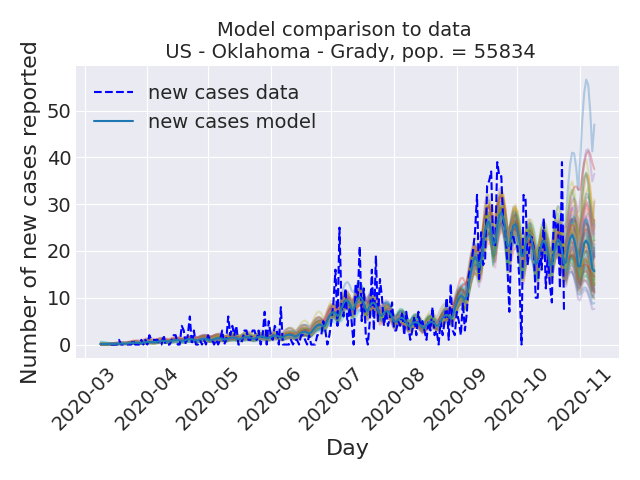 Model comparison to data
US - Oklahoma - Grady, pop. = 55834
new cases data
new cases model
Number of new cases reported
50
40
30
20
10
0
2020-03
2020-04
2020-05
2020-06
2020-07
2020-08
2020-09
2020-10
2020-11
Day